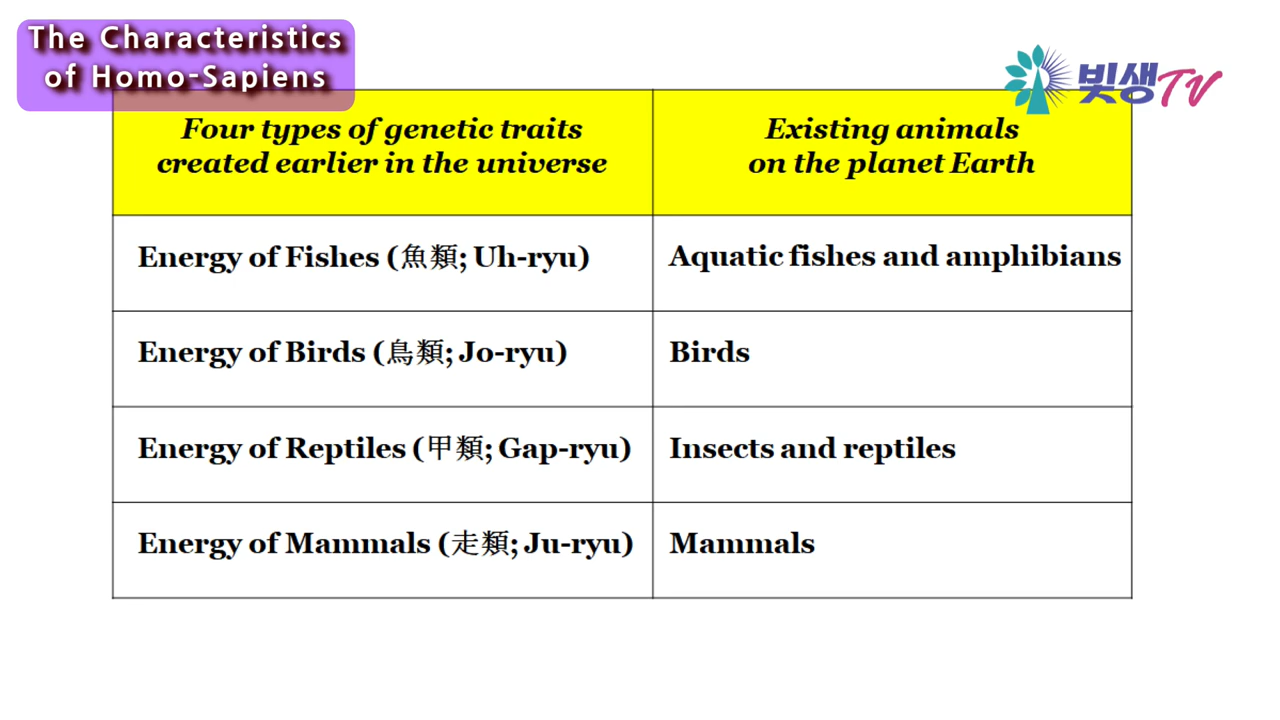 The Characteristics
of Homo-Sapiens
빛생TV
Four types of genetic traits
created earlier in the universe
Existing animals
on the planet Earth
Energy of Fishes (魚類; Uh-ryu)
Aquatic fishes and amphibians
Energy of Birds (鳥類; Jo-ryu)
Birds
Energy of Reptiles (甲類; Gap-ryu)
Insects and reptiles
Energy of Mammals (走類; Ju-ryu)
Mammals